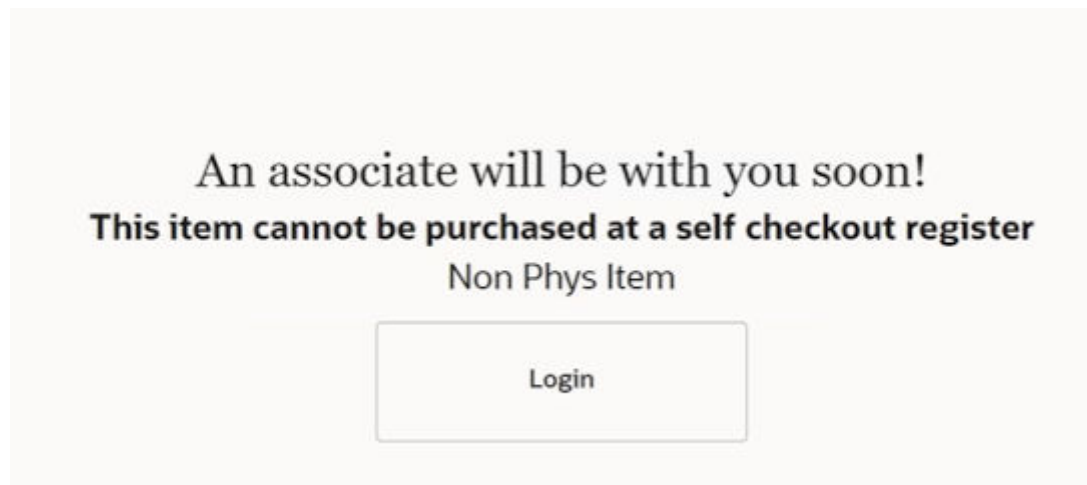 An associate will be with you soon!
This item cannot be purchased at a self checkout register
Non Phys Item
Login